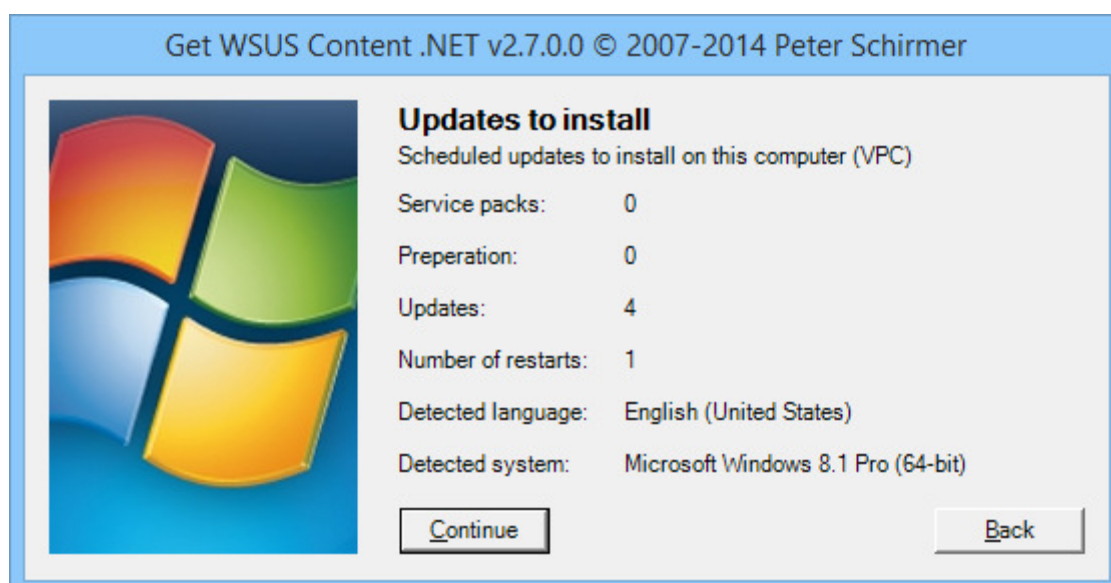 Get WSUS Content .NET v2.7.0.0 © 2007-2014 Peter Schirmer
Updates to install
Scheduled updates to install on this computer (VPC)
Service packs: 0
Preperation: 0
Updates: 4
Number of restarts: 1
Detected language: English (United States)
Detected system: Microsoft Windows 8.1 Pro (64-bit)
Continue Back